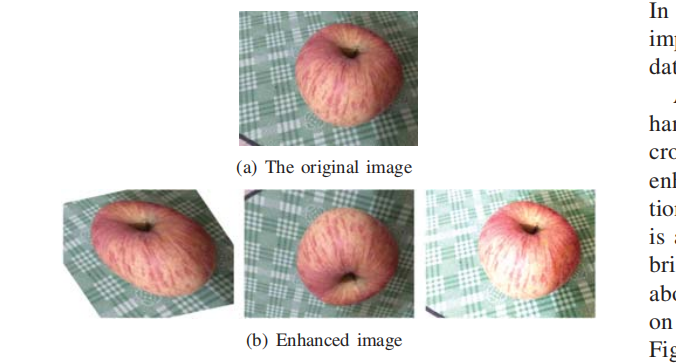 (a) The original image
(b) Enhanced image
In
imp
dat
A
har
cro
enh
tion
is a
bri
abo
on
Fig